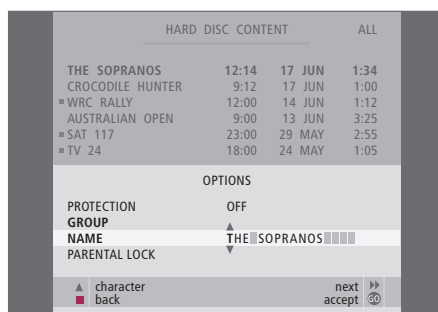 HARD DISC CONTENT ALL
THE SOPRANOS 12:14 17 JUN 1:34
CROCODILE HUNTER 9:12 17 JUN 1:00
WRC RALLY 12:00 14 JUN 1:12
AUSTRALIAN OPEN 9:00 13 JUN 3:25
SAT 117 23:00 29 MAY 2:55
TV 24 18:00 24 MAY 1:05
OPTIONS
PROTECTION OFF
GROUP
NAME THE SOPRANOS
PARENTAL LOCK
character next
back accept GO